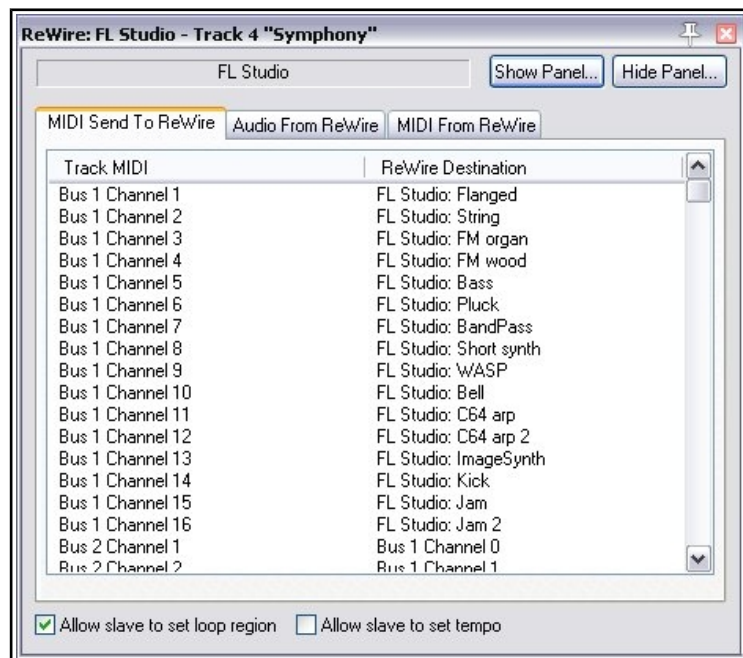 ReWire: FL Studio - Track 4 "Symphony"
FL Studio Show Panel... Hide Panel...
MIDI Send To ReWire Audio From ReWire MIDI From ReWire
Track MIDI ReWire Destination
Bus 1 Channel 1 FL Studio: Flanged
Bus 1 Channel 2 FL Studio: String
Bus 1 Channel 3 FL Studio: FM organ
Bus 1 Channel 4 FL Studio: FM wood
Bus 1 Channel 5 FL Studio: Bass
Bus 1 Channel 6 FL Studio: Pluck
Bus 1 Channel 7 FL Studio: BandPass
Bus 1 Channel 8 FL Studio: Short synth
Bus 1 Channel 9 FL Studio: WASP
Bus 1 Channel 10 FL Studio: Bell
Bus 1 Channel 11 FL Studio: C64 arp
Bus 1 Channel 12 FL Studio: C64 arp 2
Bus 1 Channel 13 FL Studio: ImageSynth
Bus 1 Channel 14 FL Studio: Kick
Bus 1 Channel 15 FL Studio: Jam
Bus 1 Channel 16 FL Studio: Jam 2
Bus 2 Channel 1 Bus 1 Channel 0
Bus 2 Channel 2 Bus 1 Channel 1
Allow slave to set loop region Allow slave to set tempo